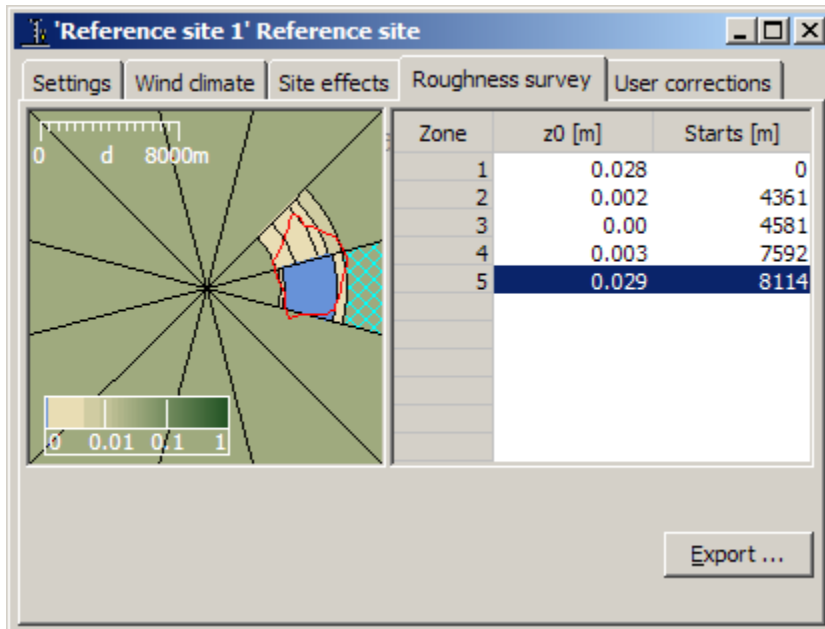 'Reference site 1' Reference site
Settings Wind climate Site effects Roughness survey User corrections
0 d 8000m
0 0.01 0.1 1
Zone z0 [m] Starts [m]
1 0.028 0
2 0.002 4361
3 0.00 4581
4 0.003 7592
5 0.029 8114
Export ...